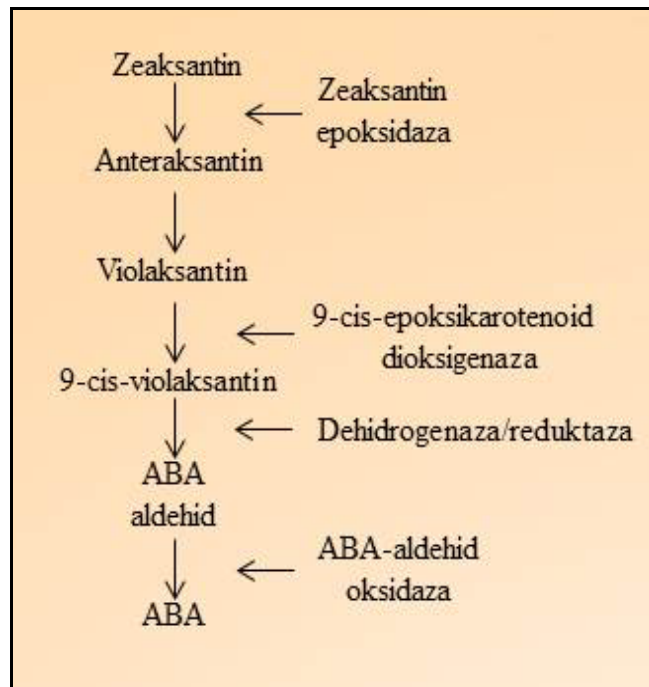 Zeaksantin
Zeaksantin
epoksidaza
Anteraksantin
Violaksantin
9-cis-epoksikarotenoid
dioksigenaza
9-cis-violaksantin
Dehidrogenaza/reduktaza
ABA
aldehid
ABA-aldehid
oksidaza
ABA